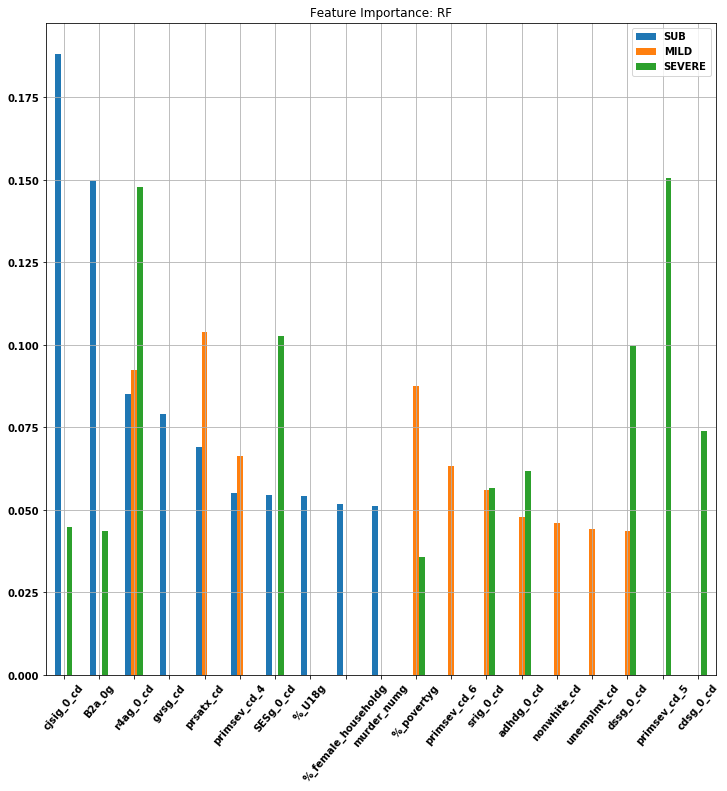 Feature Importance: RF
SUB
MILD
SEVERE
0.175
0.150
0.125
0.100
0.075
0.050
0.025
0.000
cjsig_0_cd
B2a_0g
r4ag_0_cd
gvsg_cd
prsatx_cd
primsev_cd_4
SESg_0_cd
%_U18g
%_female_householdg
murder_numg
%_povertyg
primsev_cd_6
srig_0_cd
adhdg_0_cd
nonwhite_cd
unemplmt_cd
dssg_0_cd
primsev_cd_5
cdsg_0_cd